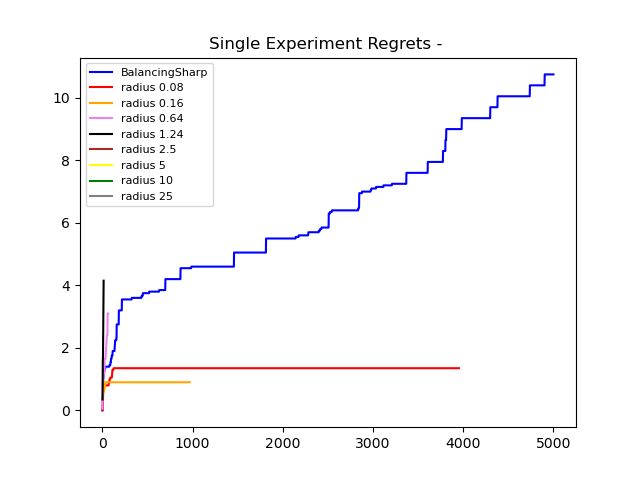 Single Experiment Regrets -
BalancingSharp
radius 0.08
radius 0.16
radius 0.64
radius 1.24
radius 2.5
radius 5
radius 10
radius 25
10
8
6
4
2
0
0 1000 2000 3000 4000 5000